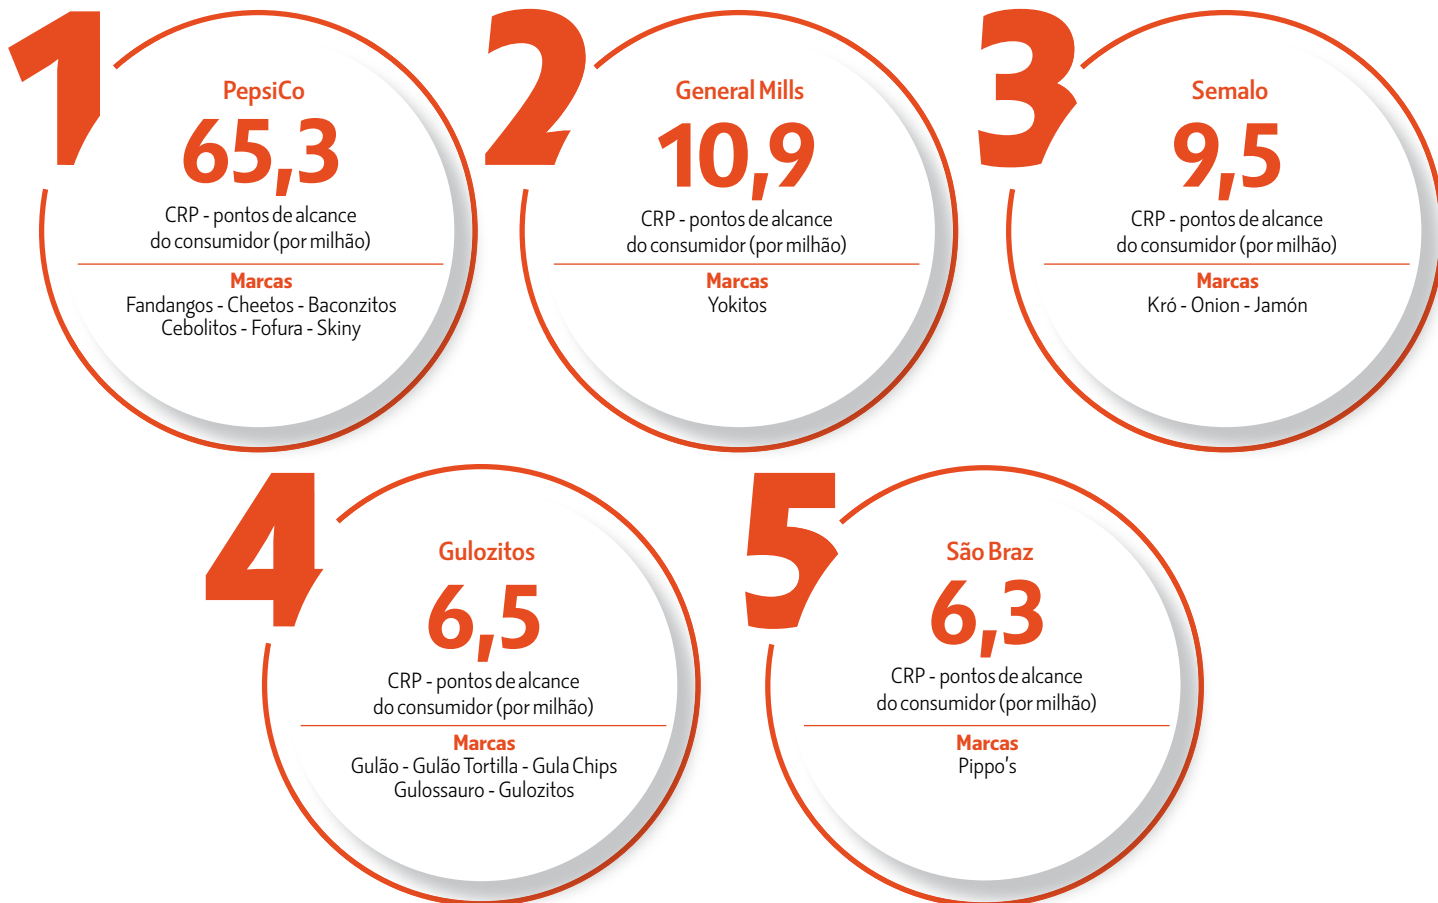 1
PepsiCo
65,3
CRP - pontos de alcance
do consumidor (por milhão)
Marcas
Fandangos - Cheetos - Baconzitos
Cebolitos - Fofura - Skiny
2
General Mills
10,9
CRP - pontos de alcance
do consumidor (por milhão)
Marcas
Yokitos
3
Semalo
9,5
CRP - pontos de alcance
do consumidor (por milhão)
Marcas
Kró - Onion - Jamón
4
Gulozitos
6,5
CRP - pontos de alcance
do consumidor (por milhão)
Marcas
Gulão - Gulão Tortilla - Gula Chips
Gulossauro - Gulozitos
5
São Braz
6,3
CRP - pontos de alcance
do consumidor (por milhão)
Marcas
Pippo's